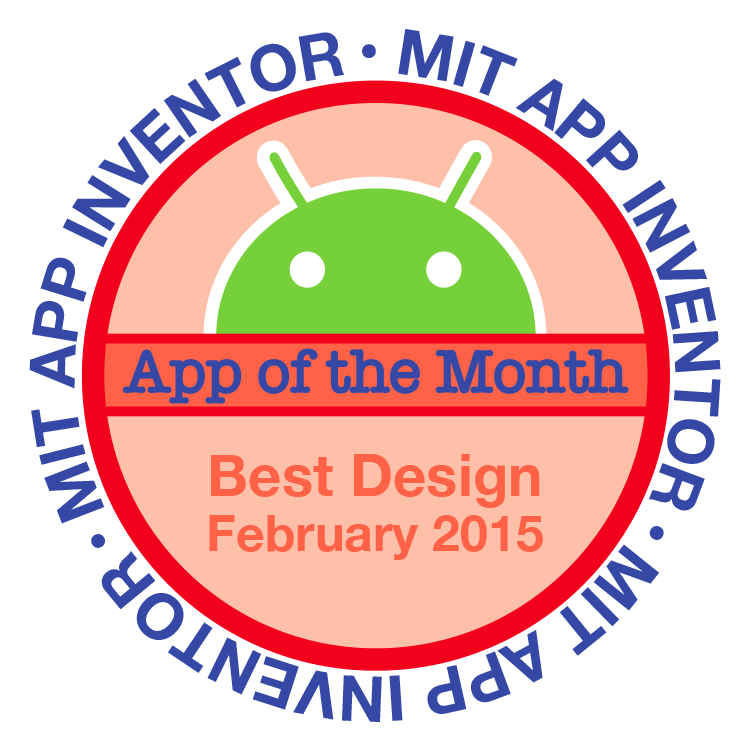 MIT APP INVENTOR • MIT APP INVENTOR • MIT APP INVENTOR •
App of the Month
Best Design
February 2015